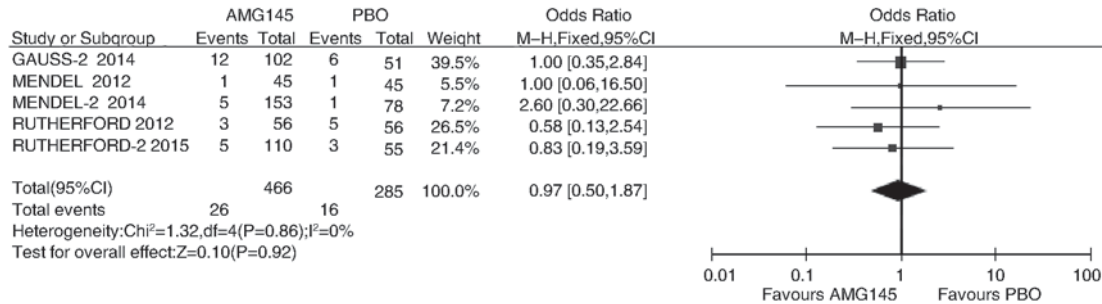 AMG145 PBO Odds Ratio Odds Ratio
Study or Subgroup Events Total Events Total Weight M-H,Fixed,95%CI M-H,Fixed,95%CI
GAUSS-2 2014 12 102 6 51 39.5% 1.00 [0.35,2.84]
MENDEL 2012 1 45 1 45 5.5% 1.00 [0.06,16.50]
MENDEL-2 2014 5 153 1 78 7.2% 2.60 [0.30,22.66]
RUTHERFORD 2012 3 56 5 56 26.5% 0.58 [0.13,2.54]
RUTHERFORD-2 2015 5 110 3 55 21.4% 0.83 [0.19,3.59]
Total(95%CI) 466 285 100.0% 0.97 [0.50,1.87]
Total events 26 16
Heterogeneity:Chi²=1.32,df=4(P=0.86);I²=0%
Test for overall effect:Z=0.10(P=0.92)
0.01 0.1 1 10 100
Favours AMG145 Favours PBO